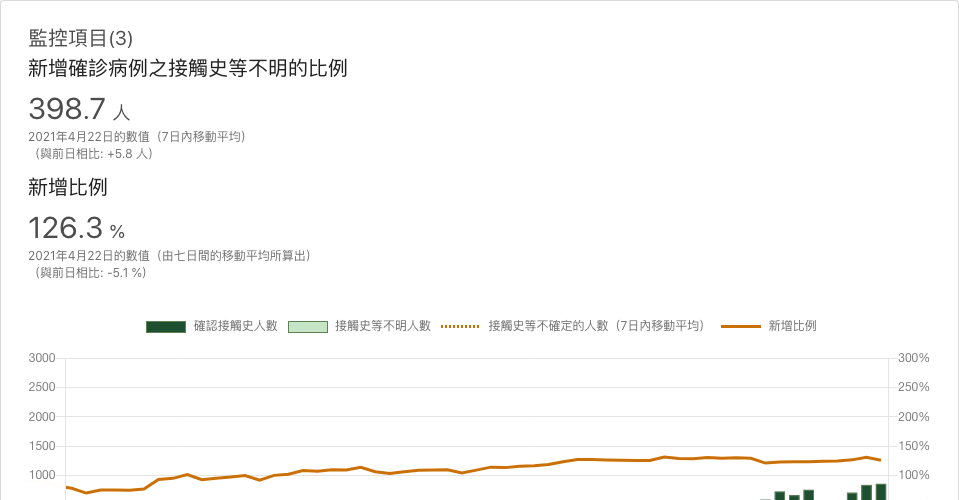 監控項目(3)
新增確診病例之接觸史等不明的比例
398.7 人
2021年4月22日的數值（7日內移動平均）
（與前日相比: +5.8 人）
新增比例
126.3 %
2021年4月22日的數值（由七日間的移動平均所算出）
（與前日相比: -5.1 %）
確認接觸史人數 接觸史等不明人數 接觸史等不確定的人數（7日內移動平均） 新增比例
3000 300%
2500 250%
2000 200%
1500 150%
1000 100%